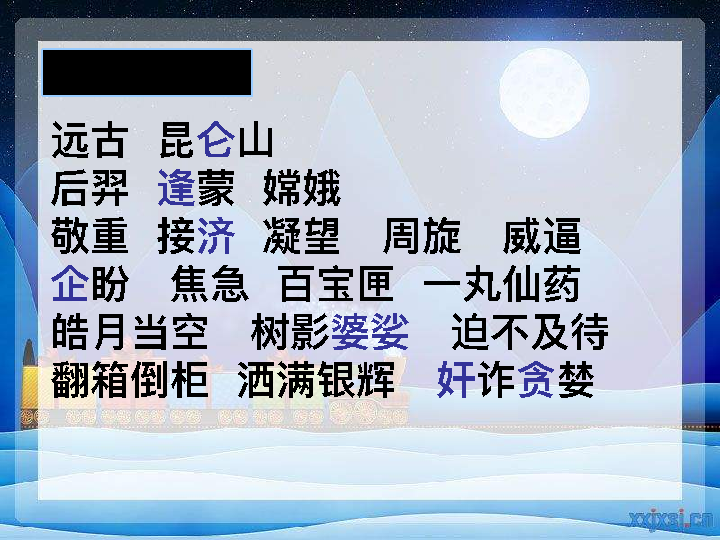 远古 昆仑山
后羿 逢蒙 嫦娥
敬重 接济 凝望 周旋 威逼
企盼 焦急 百宝匣 一丸仙药
皓月当空 树影婆娑 迫不及待
翻箱倒柜 洒满银辉 奸诈贪婪
xxjxsj.cn